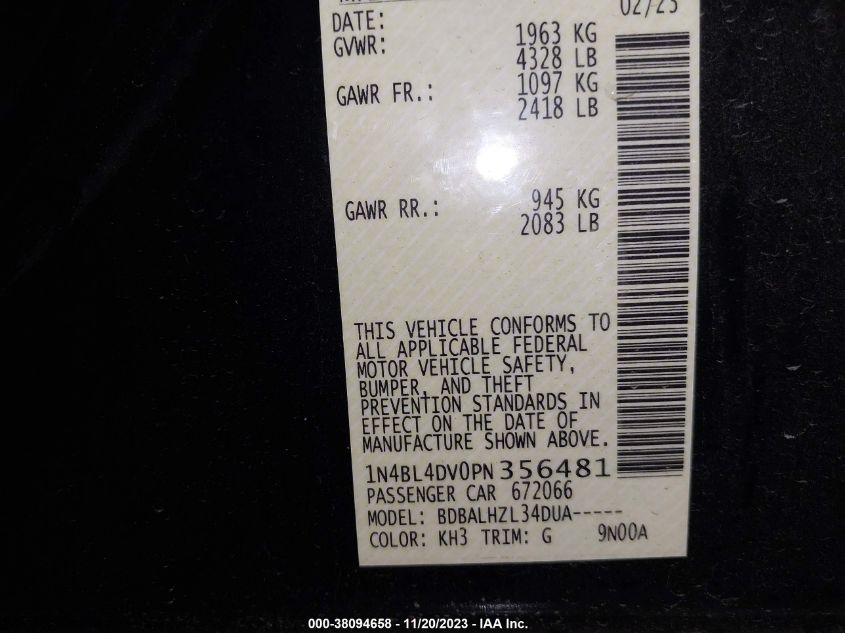 02/23
DATE:
GVWR: 1963 KG
4328 LB
GAWR FR.: 1097 KG
2418 LB
GAWR RR.: 945 KG
2083 LB
THIS VEHICLE CONFORMS TO
ALL APPLICABLE FEDERAL
MOTOR VEHICLE SAFETY,
BUMPER, AND THEFT
PREVENTION STANDARDS IN
EFFECT ON THE DATE OF
MANUFACTURE SHOWN ABOVE.
1N4BL4DV0PN356481
PASSENGER CAR 672066
MODEL: BDBALHZL34DUA-----
COLOR: KH3 TRIM: G 9N00A
000-38094658 - 11/20/2023 - IAA Inc.